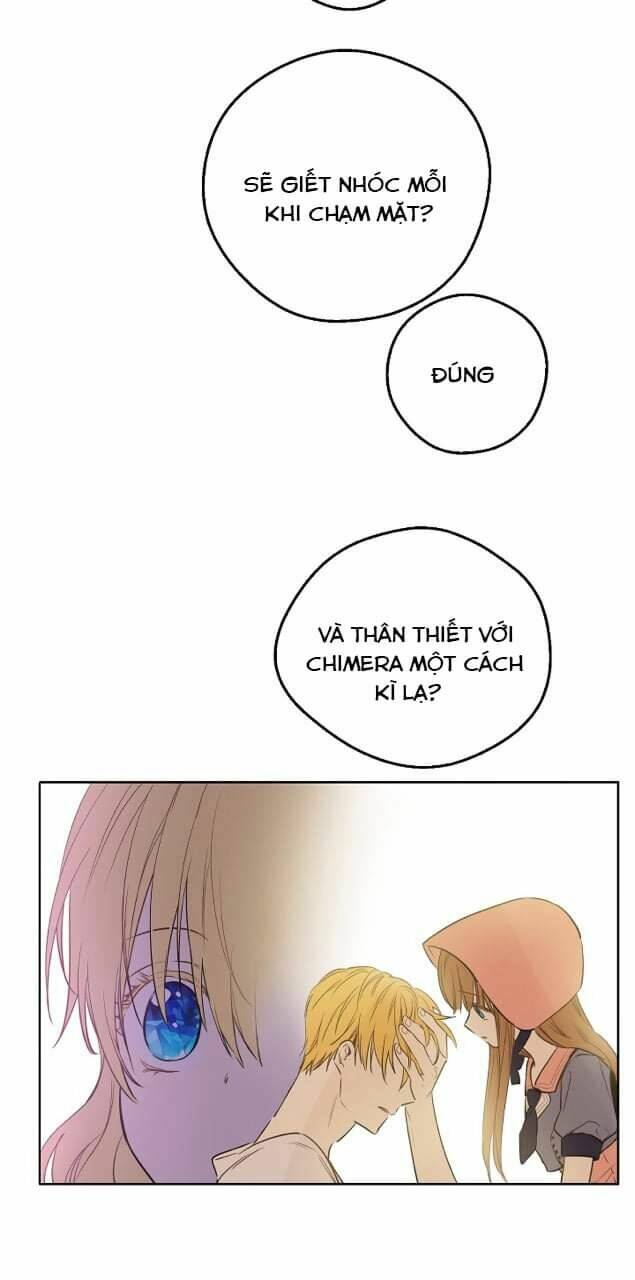 SẼ GIẾT NHÓC MỖI
KHI CHẠM MẶT?
ĐÚNG
VÀ THÂN THIẾT VỚI
CHIMERA MỘT CÁCH
KÌ LẠ?